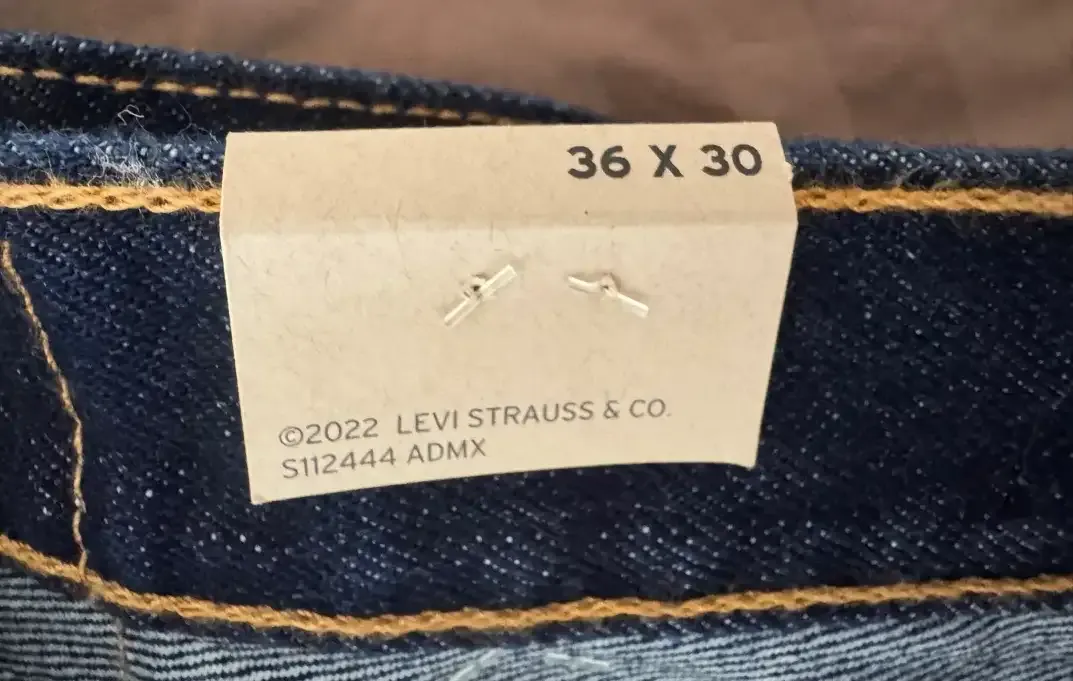 36 X 30
©2022 LEVI STRAUSS & CO.
S112444 ADMX